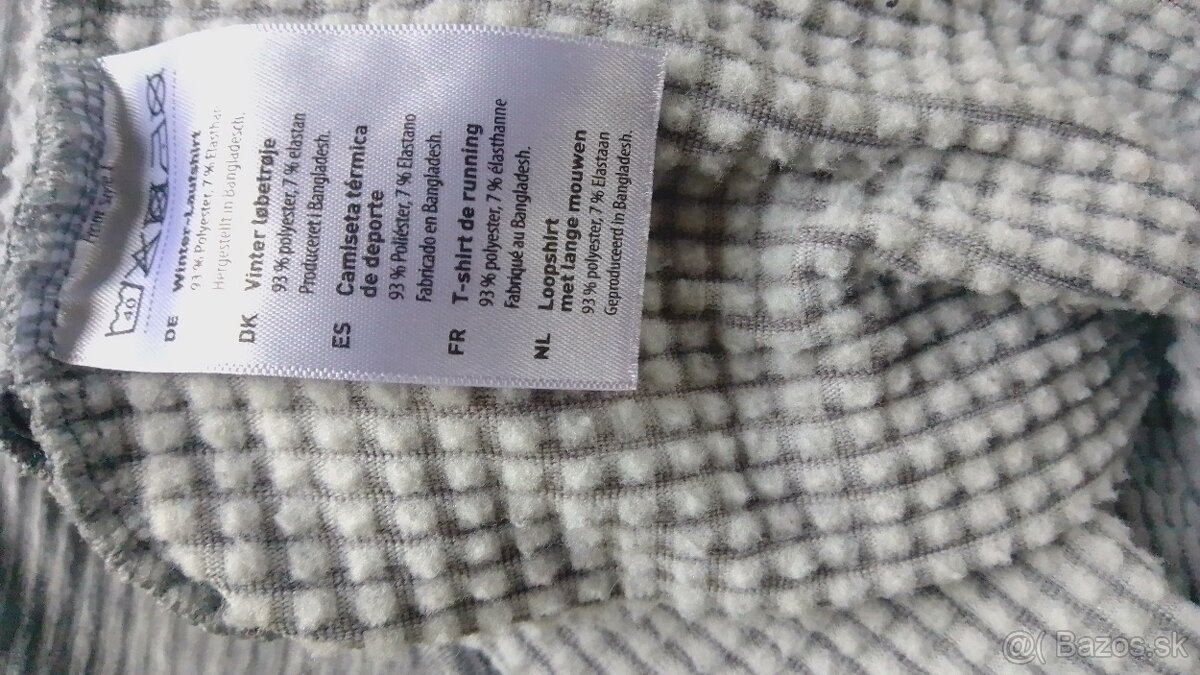 40
DE Winter-Laufshirt
93 % Polyester, 7 % Elasthan
Hergestellt in Bangladesch.
DK Vinter løbetrøje
93 % polyester, 7 % elastan
Produceret i Bangladesh.
ES Camiseta térmica
de deporte
93 % Poliéster, 7 % Elastano
Fabricado en Bangladesh.
FR T-shirt de running
93 % polyester, 7 % élasthanne
Fabriqué au Bangladesh.
NL Loopshirt
met lange mouwen
93 % polyester, 7 % Elastaan
Geproduceerd in Bangladesh.
Bazos.sk